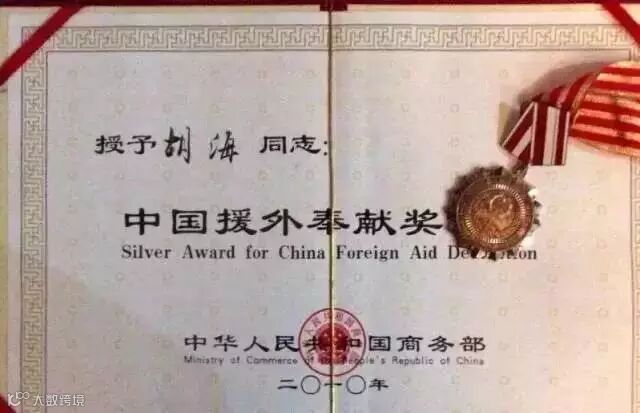 授予胡海同志:
中国援外奉献奖
Silver Award for China Foreign Aid De
中华人民共和国商务部
Ministry of Commerce of the People's Republic of China
二〇一〇年
大数跨境